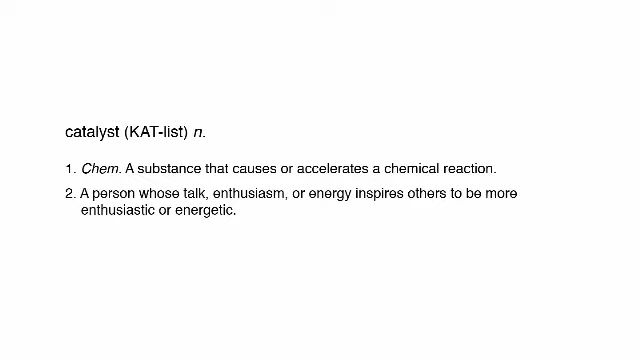 catalyst (KAT-list) n.
1. Chem. A substance that causes or accelerates a chemical reaction.
2. A person whose talk, enthusiasm, or energy inspires others to be more
enthusiastic or energetic.